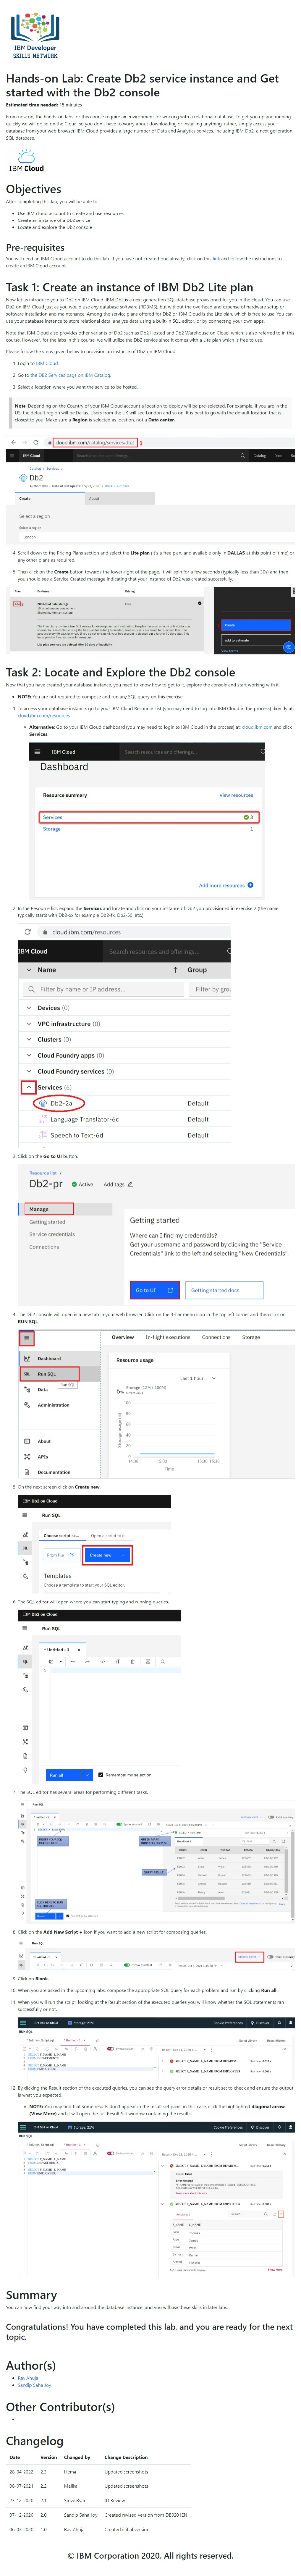 IBM Developer
SKILLS NETWORK
Hands-on Lab: Create Db2 service instance and Get
started with the Db2 console
Estimated time needed: 15 minutes
From now on, the hands-on labs for this course require an environment for working with a relational database. To get you up and running
quickly we will do so on the Cloud, so you don't have to worry about downloading or installing anything, rather, simply access your
database from your web browser. IBM Cloud provides a large number of Data and Analytics services, including IBM Db2, a next generation
SQL database.
IBM Cloud
Objectives
After completing this lab, you will be able to:
Use IBM cloud account to create and use resources
Create an instance of a Db2 service
Locate and explore the Db2 console
Pre-requisites
You will need an IBM Cloud account to do this lab. If you have not created one already, click on this link and follow the instructions to
create an IBM Cloud account.
Task 1: Create an instance of IBM Db2 Lite plan
Now let us introduce you to Db2 on IBM Cloud. IBM Db2 is a next generation SQL database provisioned for you in the cloud. You can use
Db2 on IBM Cloud just as you would use any database software (RDBMS), but without the overhead and expense of hardware setup or
software installation and maintenance. Among the service plans offered for Db2 on IBM Cloud is the Lite plan, which is free to use. You can
use your database instance to store relational data, analyze data using a built-in SQL editor, or by connecting your own apps.
Note that IBM Cloud also provides other variants of Db2 such as Db2 Hosted and Db2 Warehouse on Cloud, which is also referred to in this
course. However, for the labs in this course, we will utilize the Db2 service since it comes with a Lite plan which is free to use.
Please follow the steps given below to provision an instance of Db2 on IBM Cloud.
1. Login to IBM Cloud
2. Go to the Db2 Services page on IBM Catalog.
3. Select a location where you want the service to be hosted.
Note: Depending on the Country of your IBM Cloud account a location to deploy will be pre-selected. For example, if you are in the
US, the default region will be Dallas. Users from the UK will see London and so on. It is best to go with the default location that is
closest to you. Make sure a Region is selected as location, not a Data center.
cloud.ibm.com/catalog/services/db2 1
IBM Cloud Search resources and offerings... Catalog Docs
Catalog / Services /
Db2
Create About
Select a region
Select a region
London
4. Scroll down to the Pricing Plans section and select the Lite plan (it's a free plan, and available only in DALLAS at this point of time) or
any other plans as required.
5. Then click on the Create button towards the lower right of the page. It will spin for a few seconds (typically less than 30s) and then
you should see a Service Created message indicating that your instance of Db2 was created sucessfully.
Plan Features Pricing
Lite
200 MB of data storage
Free
Create
Add to estimate
Task 2: Locate and Explore the Db2 console
Now that you have created your database instance, you need to know how to get to it, explore the console and start working with it.
NOTE: You are not required to compose and run any SQL query on this exercise.
1. To access your database instance, go to your IBM Cloud Resource List (you may need to log into IBM Cloud in the process) directly at:
cloud.ibm.com/resources
Alternative: Go to your IBM Cloud dashboard (you may need to login to IBM Cloud in the process) at: cloud.ibm.com and click
Services.
IBM Cloud Search resources and offerings...
Dashboard
Resource summary View resources
Services 3
Storage 1
Add more resources
2. In the Resource list, expand the Services and locate and click on your instance of Db2 you provisioned in exercise 2 (the name
typically starts with Db2-xx for example Db2-fk, Db2-50, etc.)
cloud.ibm.com/resources
IBM Cloud Search resources and offerings...
Name Group
Filter by name or IP address... Filter by gro
Devices (0)
VPC infrastructure (0)
Clusters (0)
Cloud Foundry apps (0)
Cloud Foundry services (0)
Services (6)
Db2-2a Default
Language Translator-6c Default
Speech to Text-6d Default
3. Click on the Go to UI button.
Resource list /
Db2-pr Active Add tags
Manage
Getting started
Service credentials
Connections
Getting started
Where can I find my credentials?
Get your username and password by clicking the "Service
Credentials" link to the left and selecting "New Credentials".
Go to UI Getting started docs
4. The Db2 console will open in a new tab in your web browser. Click on the 3-bar menu icon in the top left corner and then click on
RUN SQL
Overview In-flight executions Connections Storage
Dashboard
Run SQL
Run SQL
Data
Administration
About
APIs
Documentation
Resource usage
Last 1 hour
6% Storage (12M / 100M)
100
80
60
40
20
0
14:36 15:00 15:30 15:36
Time
Storage usage (%)
5. On the next screen click on Create new.
IBM Db2 on Cloud
Run SQL
Choose script so... Open a script to e...
From file Create new
Templates
Choose a template to start your SQL editor.
6. The SQL editor will open where you can start typing and running queries.
IBM Db2 on Cloud
Run SQL
* Untitled - 1
1
Run all Remember my selection
7. The SQL editor has several areas for performing different tasks.
Run SQL
8. Click on the Add New Script + icon if you want to add a new script for composing queries.
Run SQL
9. Click on Blank.
10. When you are asked in the upcoming labs, compose the appropriate SQL query for each problem and run by clicking Run all.
11. When you will run the script, looking at the Result section of the executed queries you will know whether the SQL statements ran
successfully or not.
IBM Db2 on Cloud Storage: 22% Cookie Preferences Discover
RUN SQL
12. By clicking the Result section of the executed queries, you can see the query error details or result set to check and ensure the output
is what you expected.
NOTE: You may find that some results don't appear in the result set pane; in this case, click the highlighted diagonal arrow
(View More) and it will open the full Result Set window containing the results.
IBM Db2 on Cloud Storage: 22% Cookie Preferences Discover
RUN SQL
Summary
You can now find your way into and around the database instance, and you will use these skills in later labs.
Congratulations! You have completed this lab, and you are ready for the next
topic.
Author(s)
Rav Ahuja
Sandip Saha Joy
Other Contributor(s)
Changelog
Date Version Changed by Change Description
28-04-2022 2.3 Hema Updated screenshots
08-07-2021 2.2 Malika Updated screenshots
23-12-2020 2.1 Steve Ryan ID Review
07-12-2020 2.0 Sandip Saha Joy Created revised version from DB0201EN
06-03-2020 1.0 Rav Ahuja Created initial version
© IBM Corporation 2020. All rights reserved.